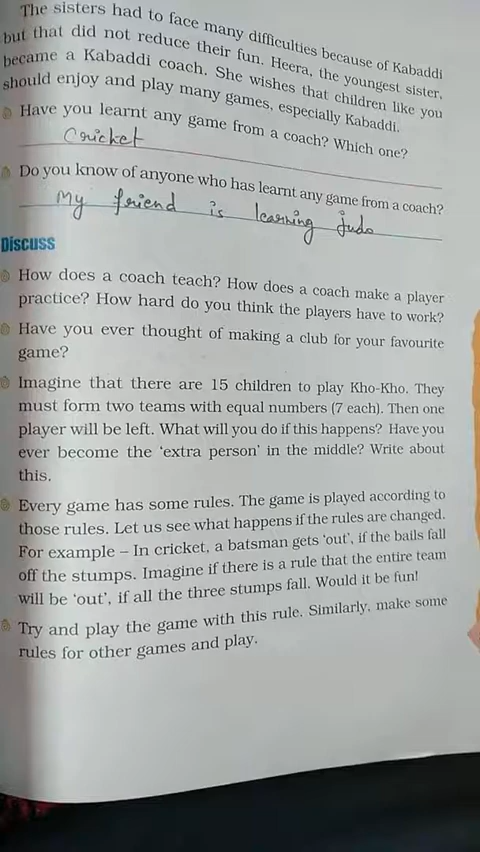 The sisters had to face many difficulties because of Kabaddi
but that did not reduce their fun. Heera, the youngest sister,
became a Kabaddi coach. She wishes that children like you
should enjoy and play many games, especially Kabaddi.
Have you learnt any game from a coach? Which one?
Cricket
Do you know of anyone who has learnt any game from a coach?
My friend is learning judo
Discuss
How does a coach teach? How does a coach make a player
practice? How hard do you think the players have to work?
Have you ever thought of making a club for your favourite
game?
Imagine that there are 15 children to play Kho-Kho. They
must form two teams with equal numbers (7 each). Then one
player will be left. What will you do if this happens? Have you
ever become the ‘extra person’ in the middle? Write about
this.
Every game has some rules. The game is played according to
those rules. Let us see what happens if the rules are changed.
For example – In cricket, a batsman gets ‘out’, if the bails fall
off the stumps. Imagine if there is a rule that the entire team
will be ‘out’, if all the three stumps fall. Would it be fun!
Try and play the game with this rule. Similarly, make some
rules for other games and play.